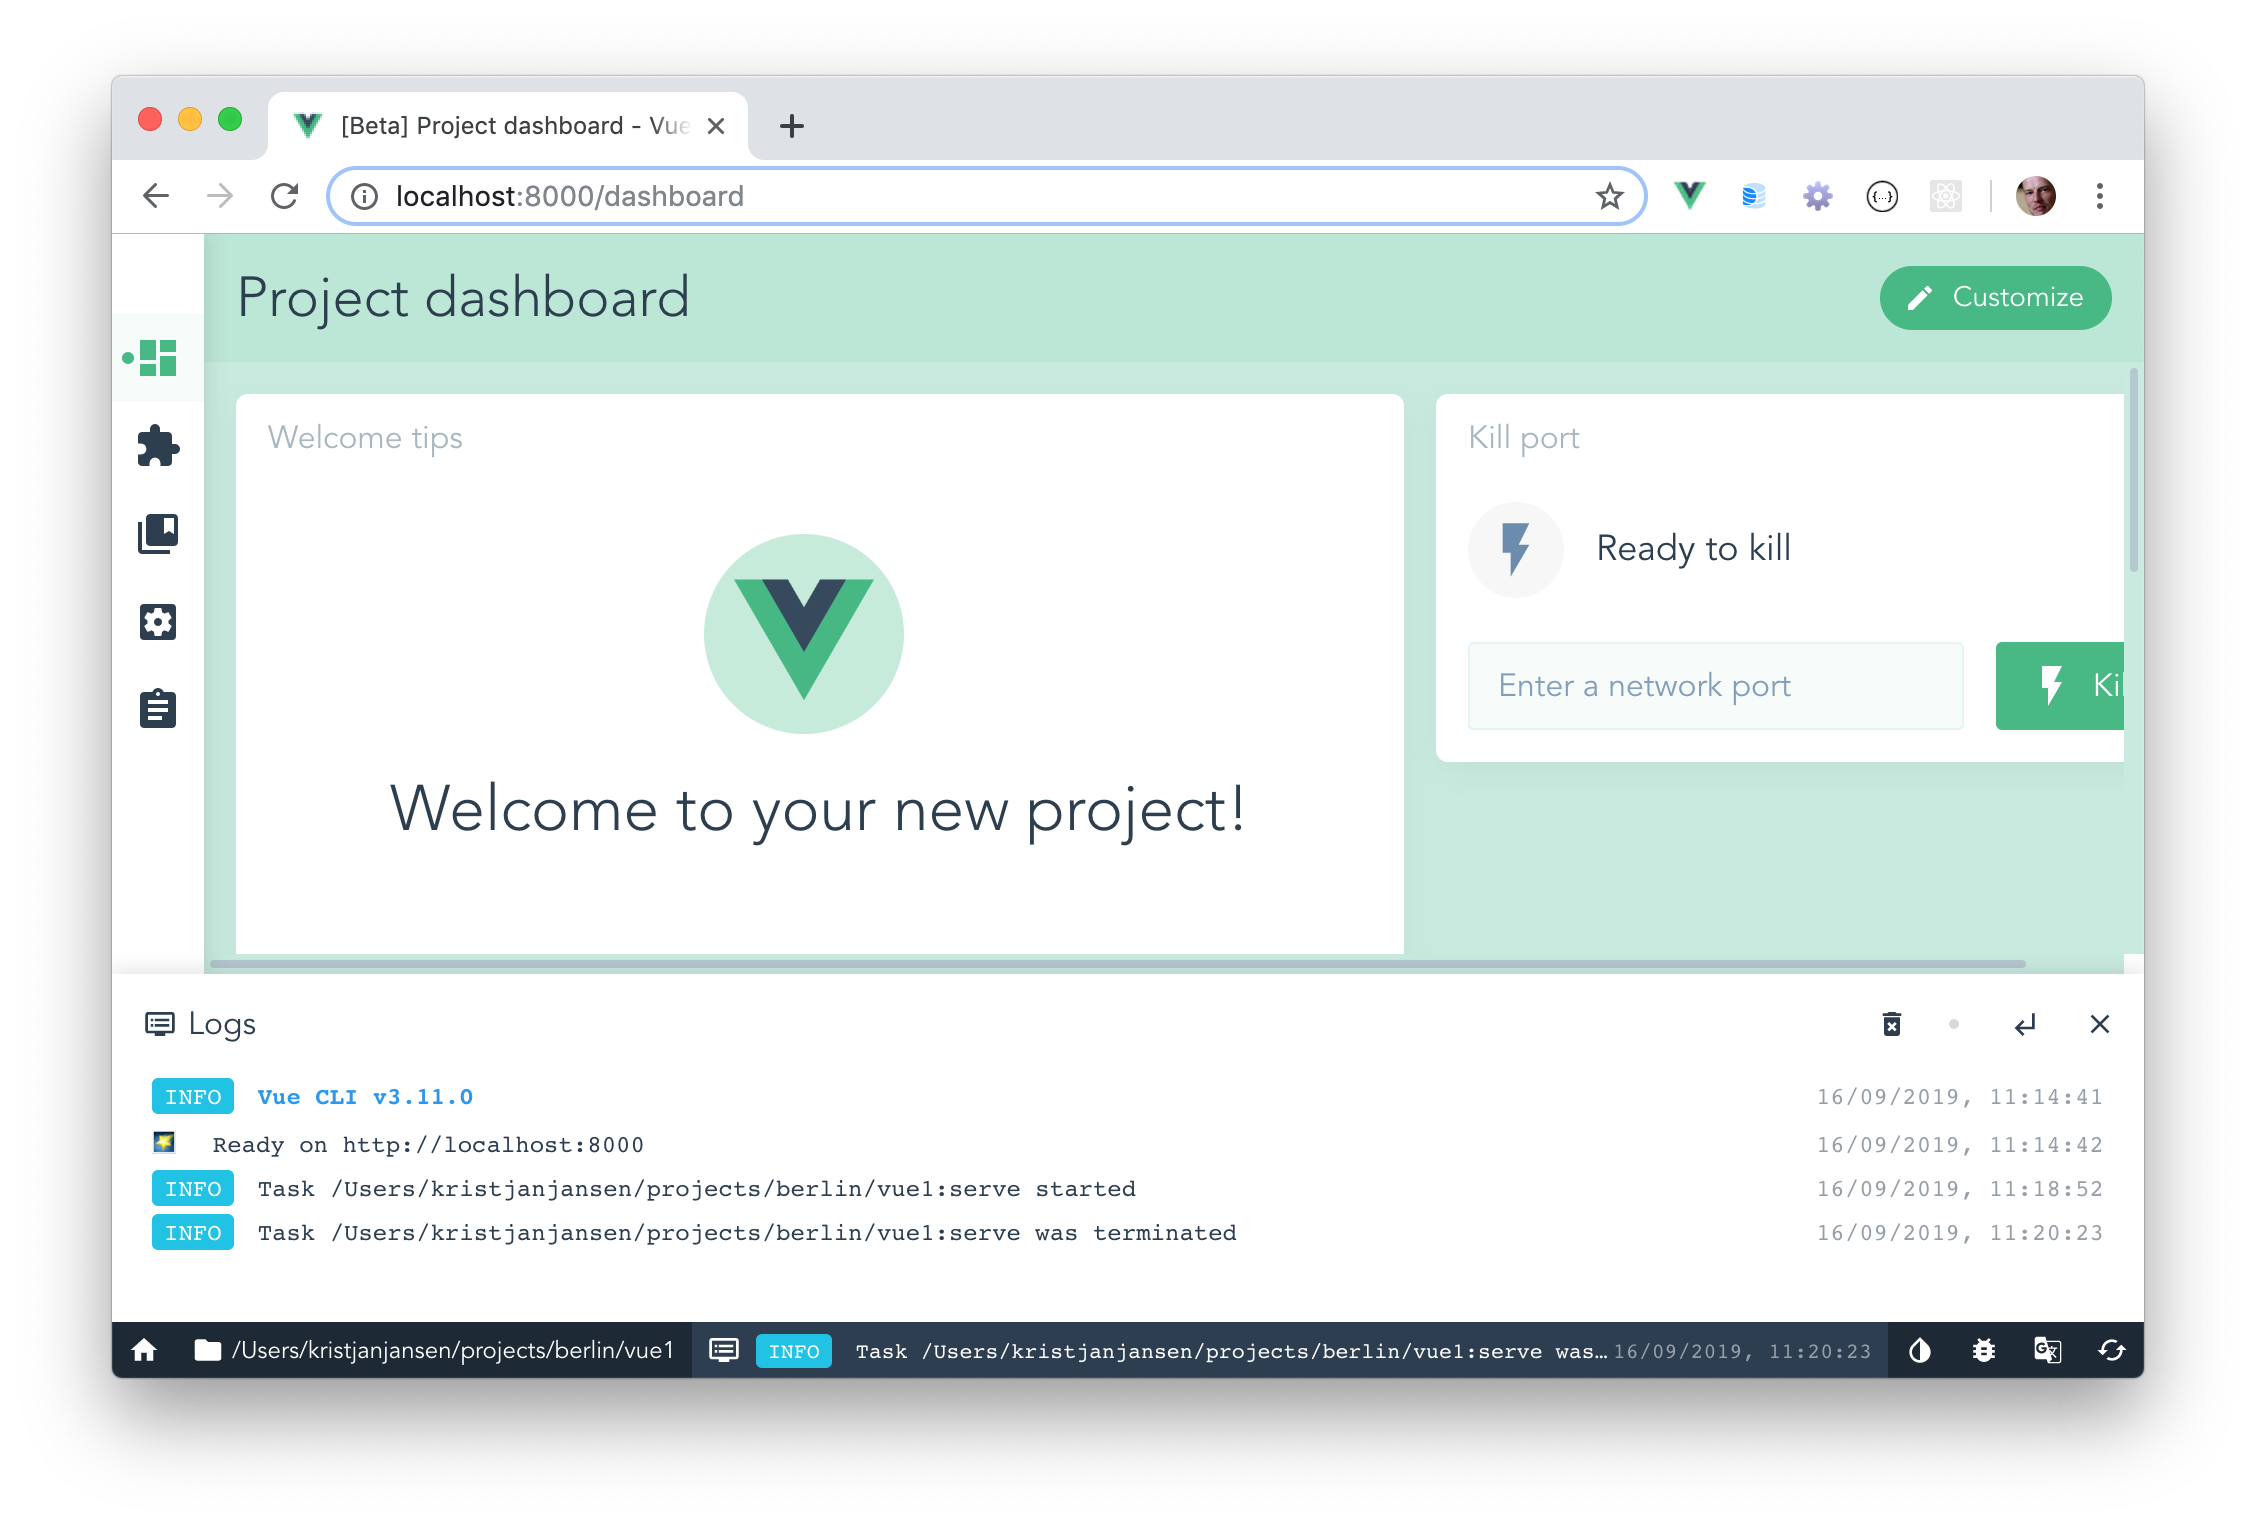 [Beta] Project dashboard - Vue
localhost:8000/dashboard
Project dashboard
Customize
Welcome tips
Welcome to your new project!
Kill port
Ready to kill
Enter a network port
Logs
INFO Vue CLI v3.11.0 16/09/2019, 11:14:41
Ready on http://localhost:8000 16/09/2019, 11:14:42
INFO Task /Users/kristjanjansen/projects/berlin/vue1:serve started 16/09/2019, 11:18:52
INFO Task /Users/kristjanjansen/projects/berlin/vue1:serve was terminated 16/09/2019, 11:20:23
/Users/kristjanjansen/projects/berlin/vue1 INFO Task /Users/kristjanjansen/projects/berlin/vue1:serve was… 16/09/2019, 11:20:23